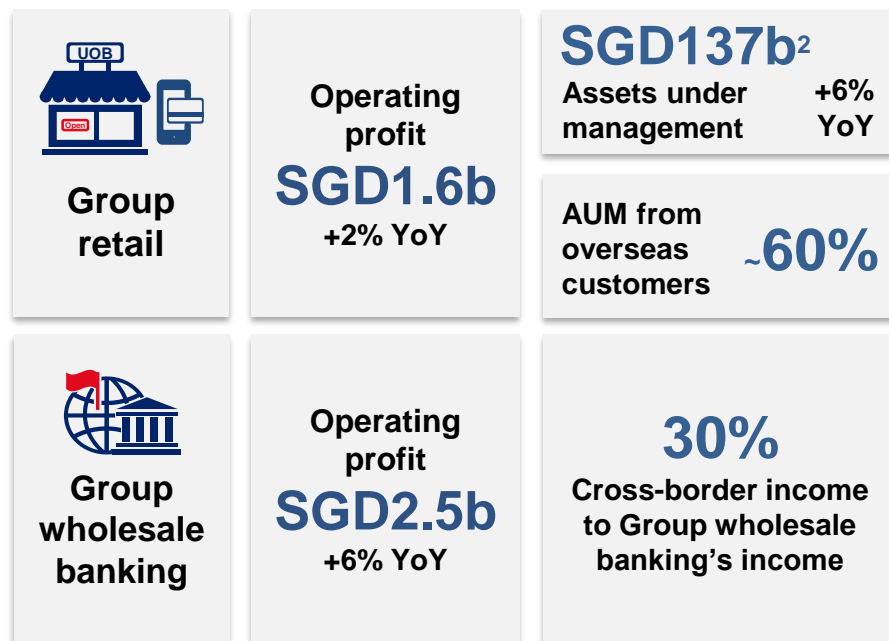 UOB
Open
Group
retail
Operating
profit
SGD1.6b
+2% YoY
SGD137b²
Assets under
management
+6%
YoY
AUM from
overseas
customers
~60%
Group
wholesale
banking
Operating
profit
SGD2.5b
+6% YoY
30%
Cross-border income
to Group wholesale
banking's income